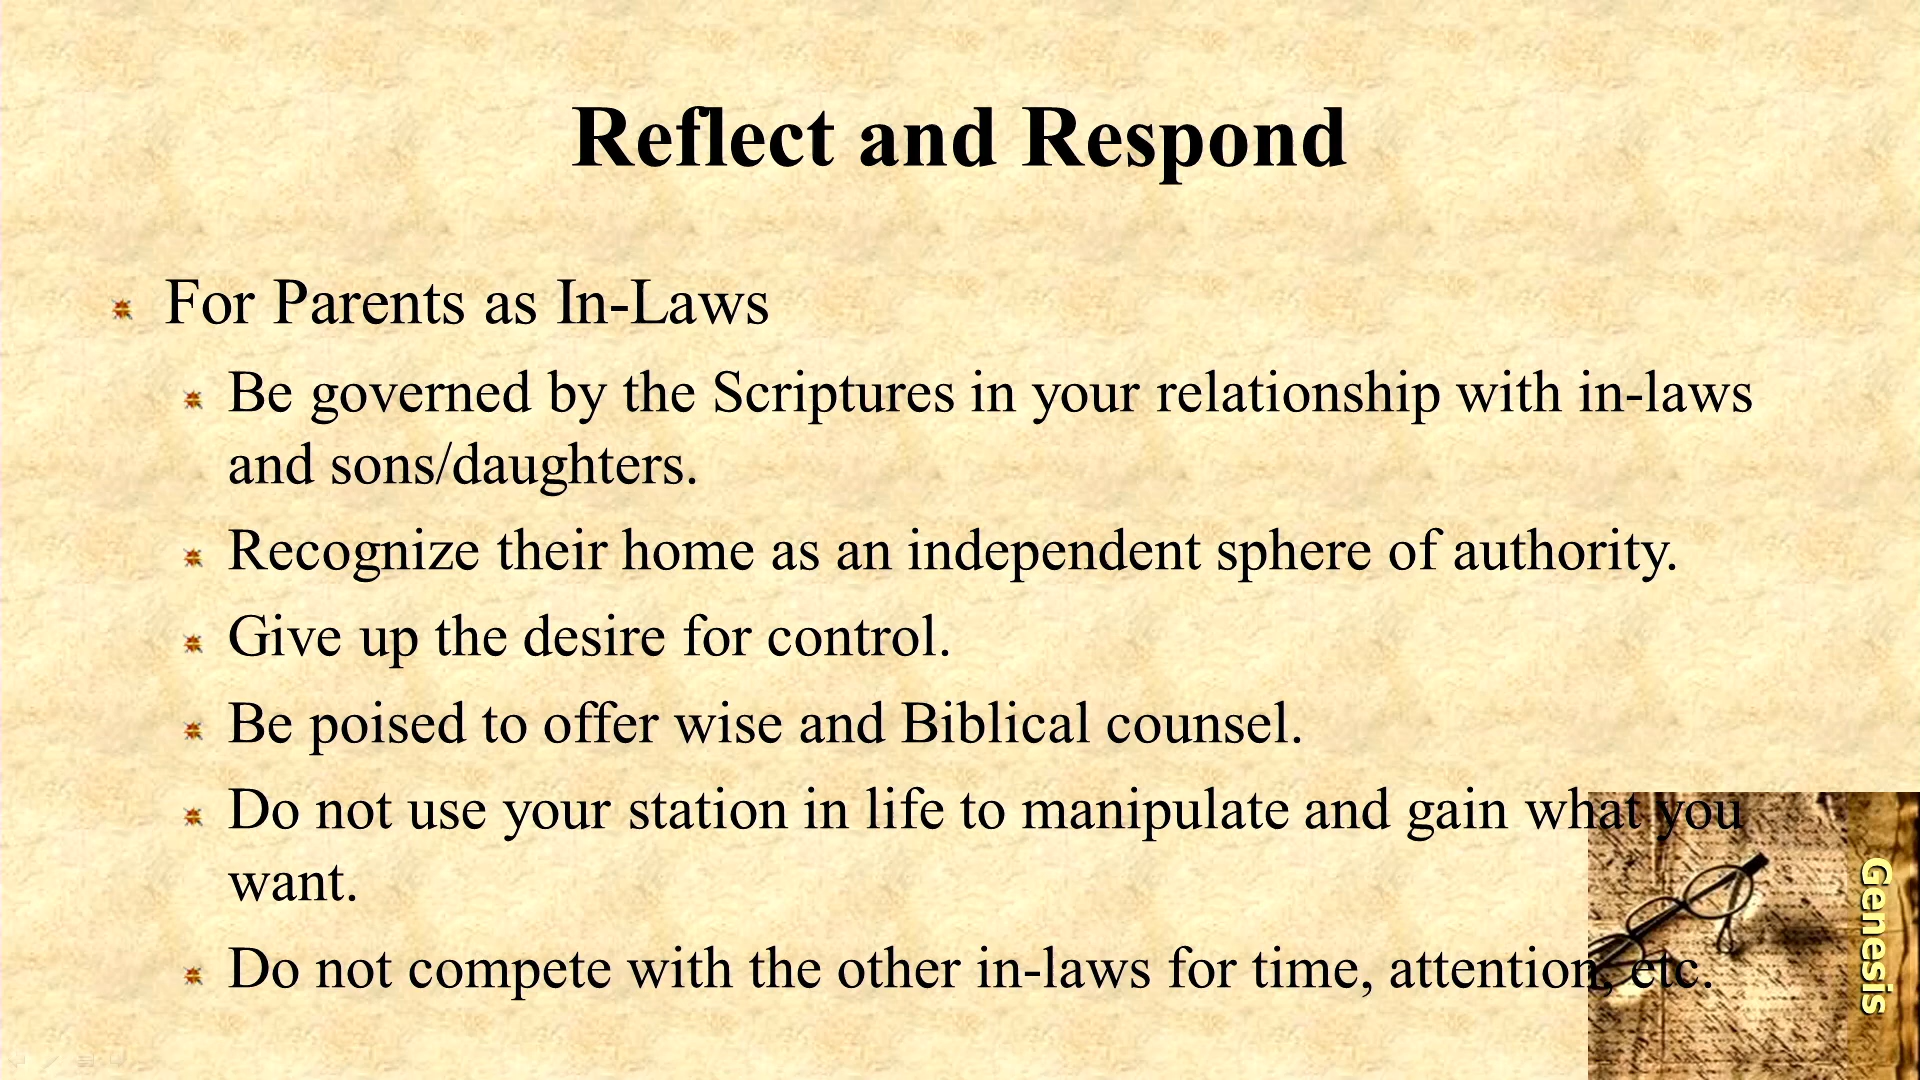 Reflect and Respond
For Parents as In-Laws
Be governed by the Scriptures in your relationship with in-laws
and sons/daughters.
Recognize their home as an independent sphere of authority.
Give up the desire for control.
Be poised to offer wise and Biblical counsel.
Do not use your station in life to manipulate and gain what you
want.
Do not compete with the other in-laws for time, attention, etc.
Genesis